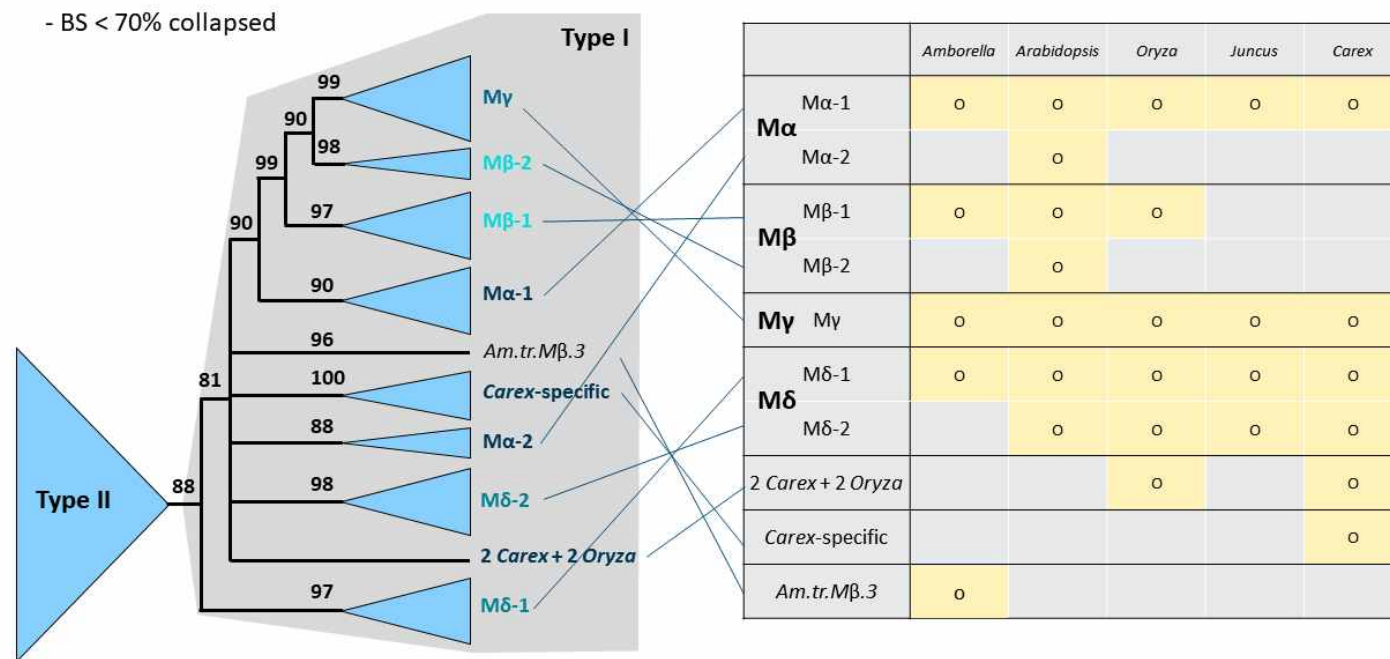 - BS < 70% collapsed
Type I
99
Mγ
90
98
Mβ-2
99
97
Mβ-1
90
90
Mα-1
96
Am.tr.Mβ.3
81
100
Carex-specific
88
Mα-2
88
98
Mδ-2
Type II
2 Carex + 2 Oryza
97
Mδ-1
Amborella Arabidopsis Oryza Juncus Carex
Mα
Mα-1 o o o o o
Mα-2 o
Mβ
Mβ-1 o o o
Mβ-2 o
Mγ Mγ o o o o o
Mδ
Mδ-1 o o o o o
Mδ-2 o o o o
2 Carex + 2 Oryza o o
Carex-specific o
Am.tr.Mβ.3 o